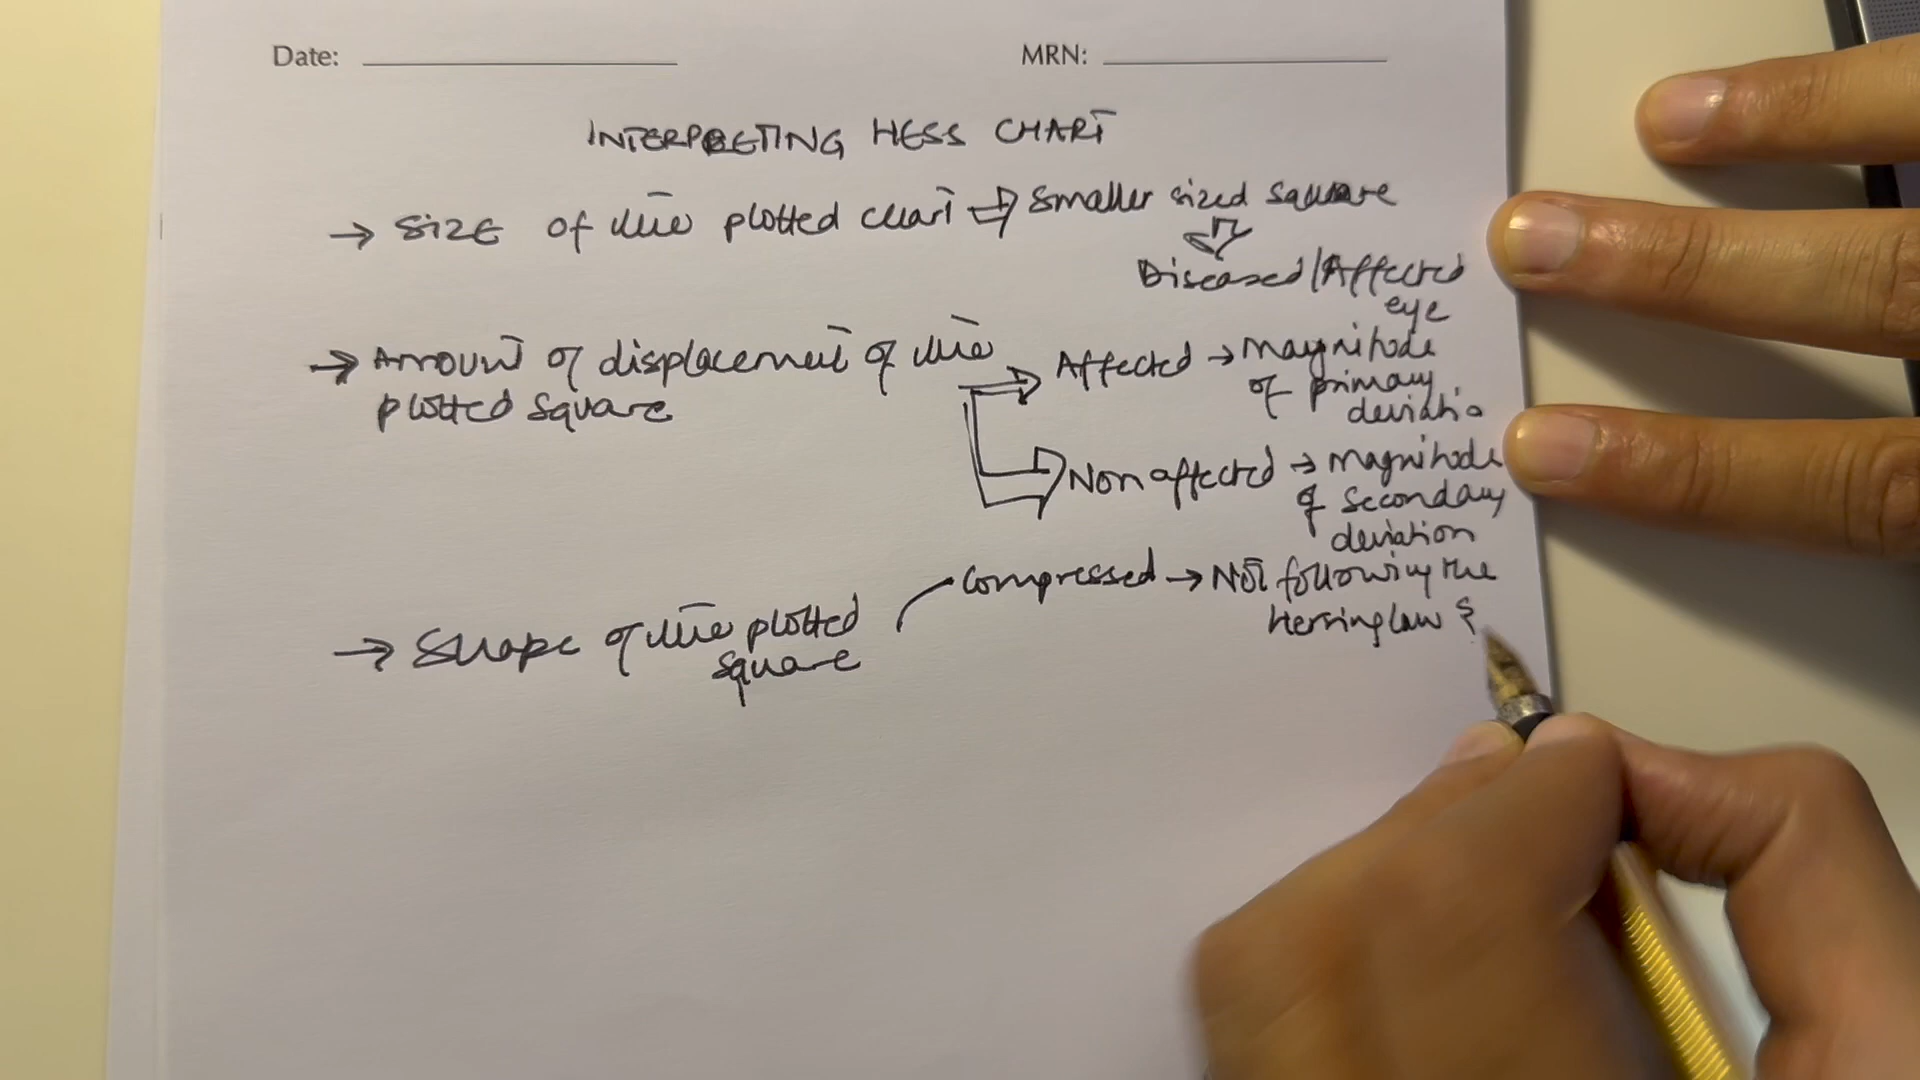 Date: MRN:
INTERPRETING HESS CHART
→ Size of the plotted chart ⇒ Smaller sized square
Diseased/Affected
eye
→ Amount of displacement of the
plotted square
Affected → magnitude
of primary
deviatio
Non affected → magnitude
of secondary
deviation
→ Shape of the plotted
square
Compressed → Not following the
Herring law &